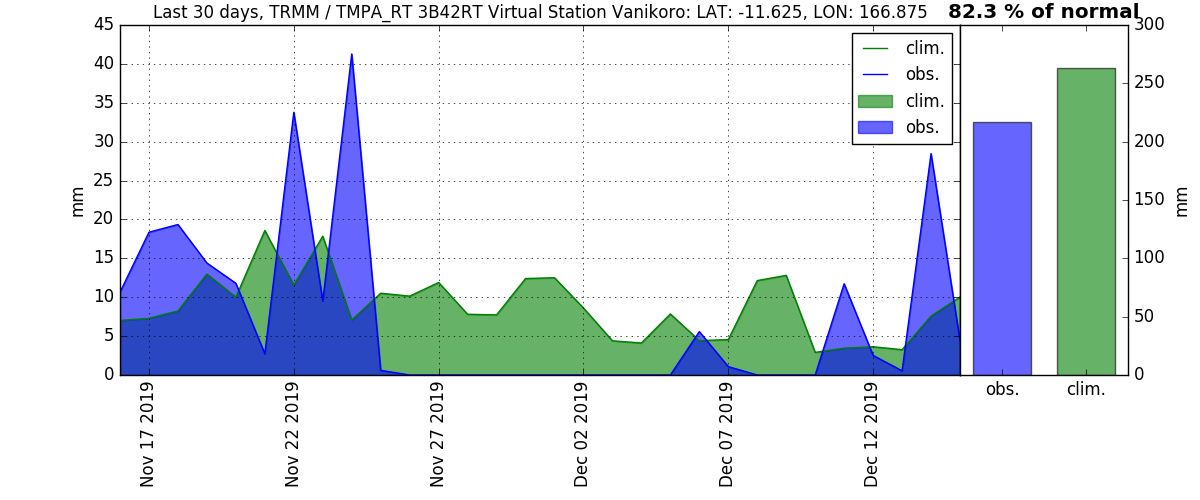 Last 30 days, TRMM / TMPA_RT 3B42RT Virtual Station Vanikoro: LAT: -11.625, LON: 166.875
82.3 % of normal
45
40
35
30
25
20
15
10
5
0
mm
clim.
obs.
clim.
obs.
Nov 17 2019
Nov 22 2019
Nov 27 2019
Dec 02 2019
Dec 07 2019
Dec 12 2019
300
250
200
150
100
50
0
mm
obs.
clim.